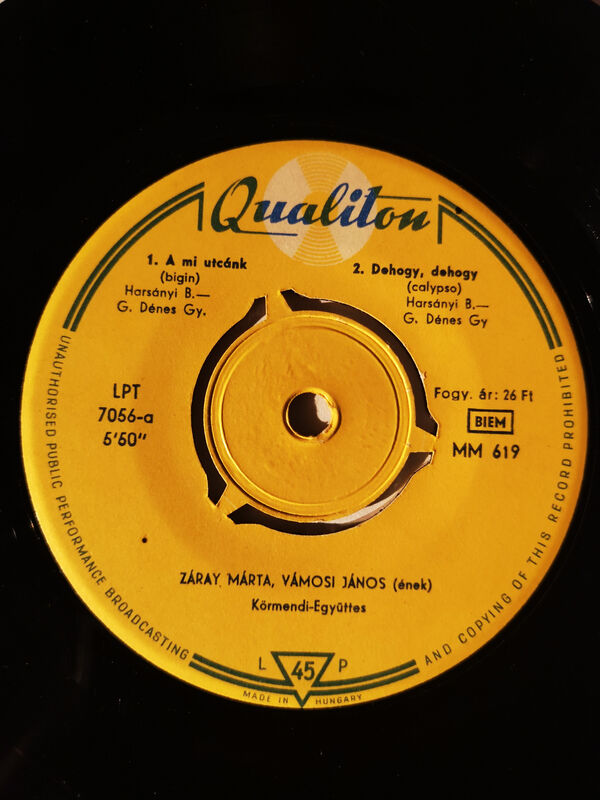 Qualiton
1. A mi utcánk
(bigin)
Harsányi B.—
G. Dénes Gy.
2. Dehogy, dehogy
(calypso)
Harsányi B.—
G. Dénes Gy
LPT
7056-a
5'50"
Fogy. ár: 26 Ft
BIEM
MM 619
ZÁRAY MÁRTA, VÁMOSI JÁNOS (ének)
Körmendi-Együttes
UNAUTHORISED PUBLIC PERFORMANCE BROADCASTING
AND COPYING OF THIS RECORD PROHIBITED
L 45 P
MADE IN HUNGARY